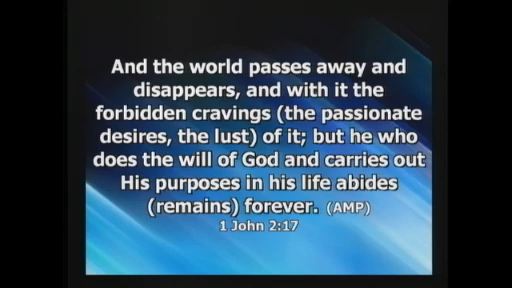 And the world passes away and
disappears, and with it the
forbidden cravings (the passionate
desires, the lust) of it; but he who
does the will of God and carries out
His purposes in his life abides
(remains) forever. (AMP)
1 John 2:17